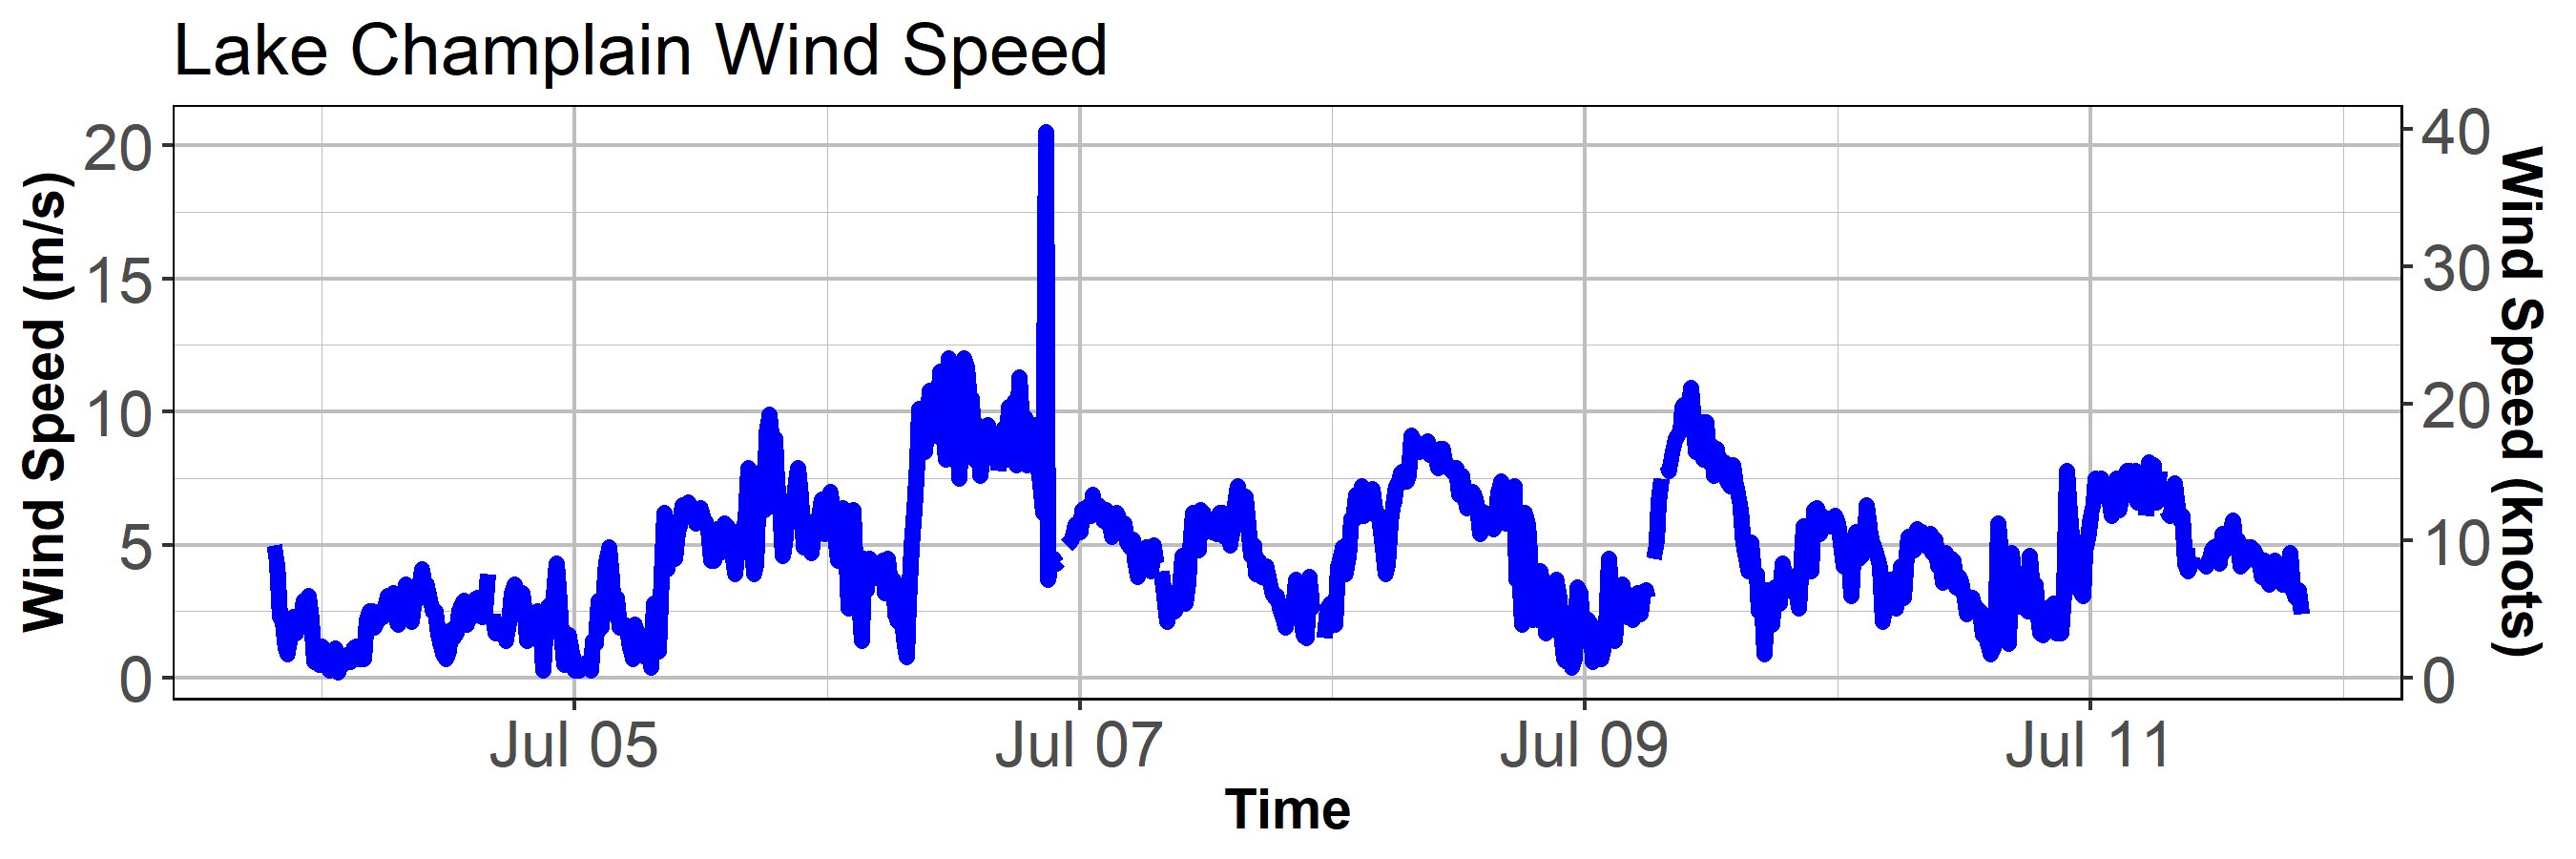 Lake Champlain Wind Speed
Wind Speed (m/s)
20
15
10
5
0
40
30
20
10
0
Wind Speed (knots)
Jul 05
Jul 07
Jul 09
Jul 11
Time